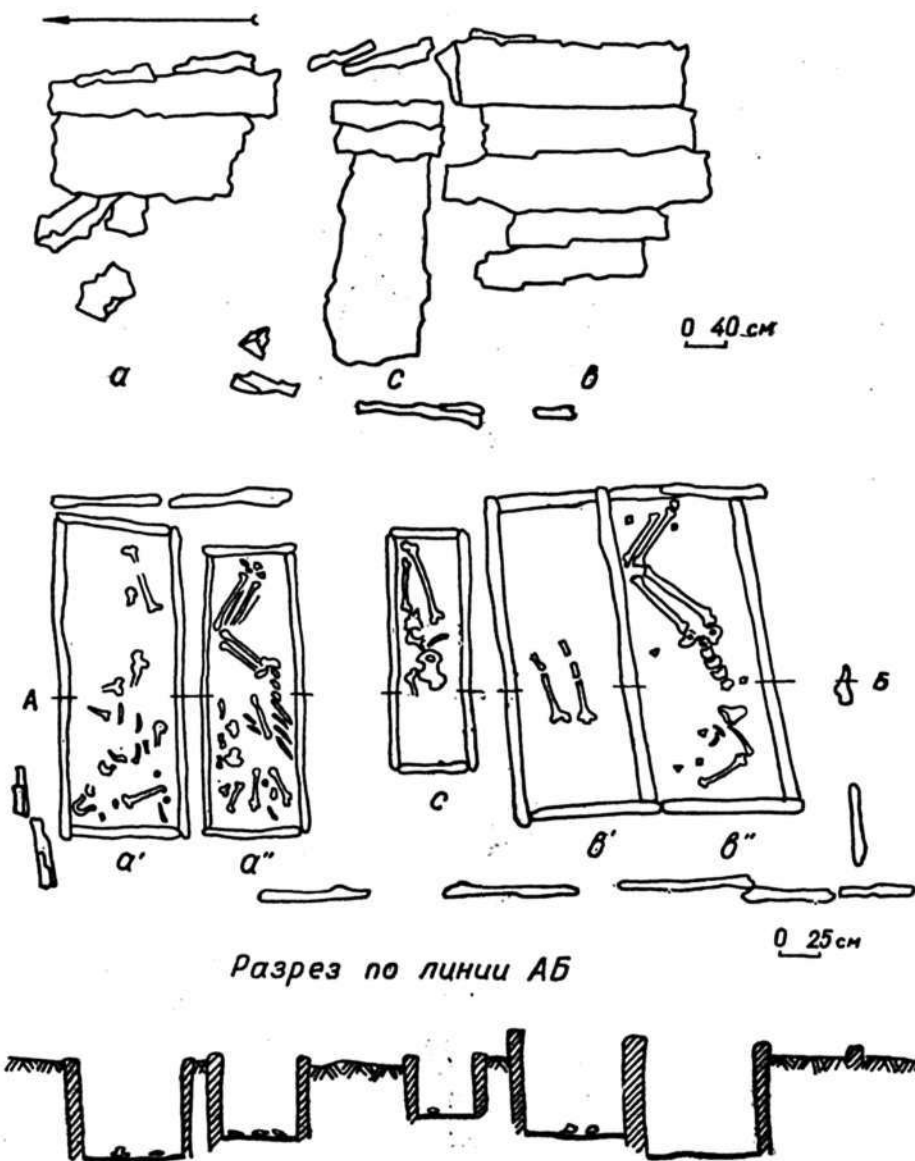 0 40 см
а с в
А Б
а' а" с в' в"
0 25 см
Разрез по линии АБ